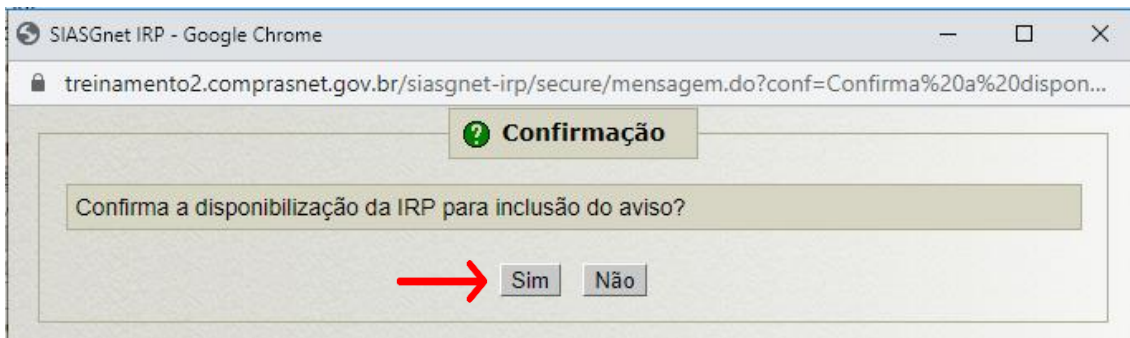 SIASGnet IRP - Google Chrome
treinamento2.comprasnet.gov.br/siasgnet-irp/secure/mensagem.do?conf=Confirma%20a%20dispon...
Confirmação
Confirma a disponibilização da IRP para inclusão do aviso?
Sim Não